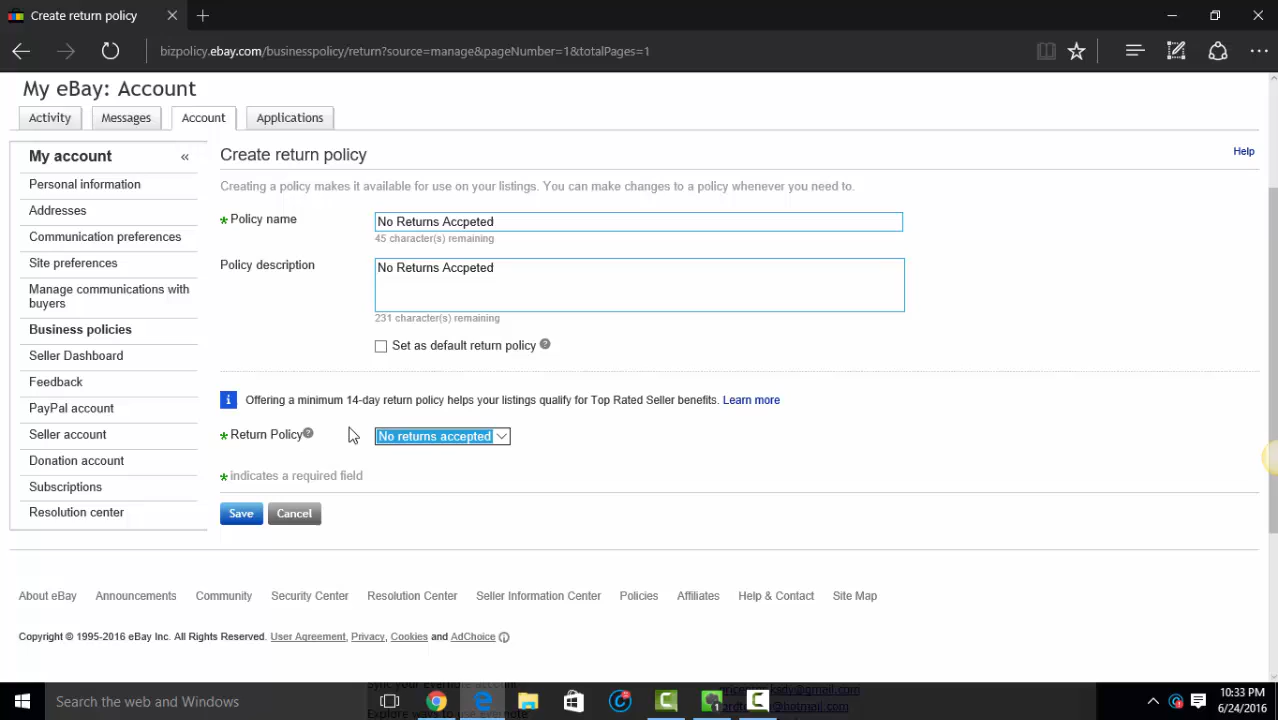 Create return policy
bizpolicy.ebay.com/businesspolicy/return?source=manage&pageNumber=1&totalPages=1
My eBay: Account
Activity
Messages
Account
Applications
My account «
Personal information
Addresses
Communication preferences
Site preferences
Manage communications with
buyers
Business policies
Seller Dashboard
Feedback
PayPal account
Seller account
Donation account
Subscriptions
Resolution center
Create return policy
Help
Creating a policy makes it available for use on your listings. You can make changes to a policy whenever you need to.
* Policy name
No Returns Accpeted
45 character(s) remaining
Policy description
No Returns Accpeted
231 character(s) remaining
Set as default return policy ?
i Offering a minimum 14-day return policy helps your listings qualify for Top Rated Seller benefits. Learn more
* Return Policy ?
No returns accepted
* indicates a required field
Save
Cancel
About eBay Announcements Community Security Center Resolution Center Seller Information Center Policies Affiliates Help & Contact Site Map
Copyright © 1995-2016 eBay Inc. All Rights Reserved. User Agreement, Privacy, Cookies and AdChoice
Search the web and Windows
Explore ways to use Evernote
10:33 PM
6/24/2016